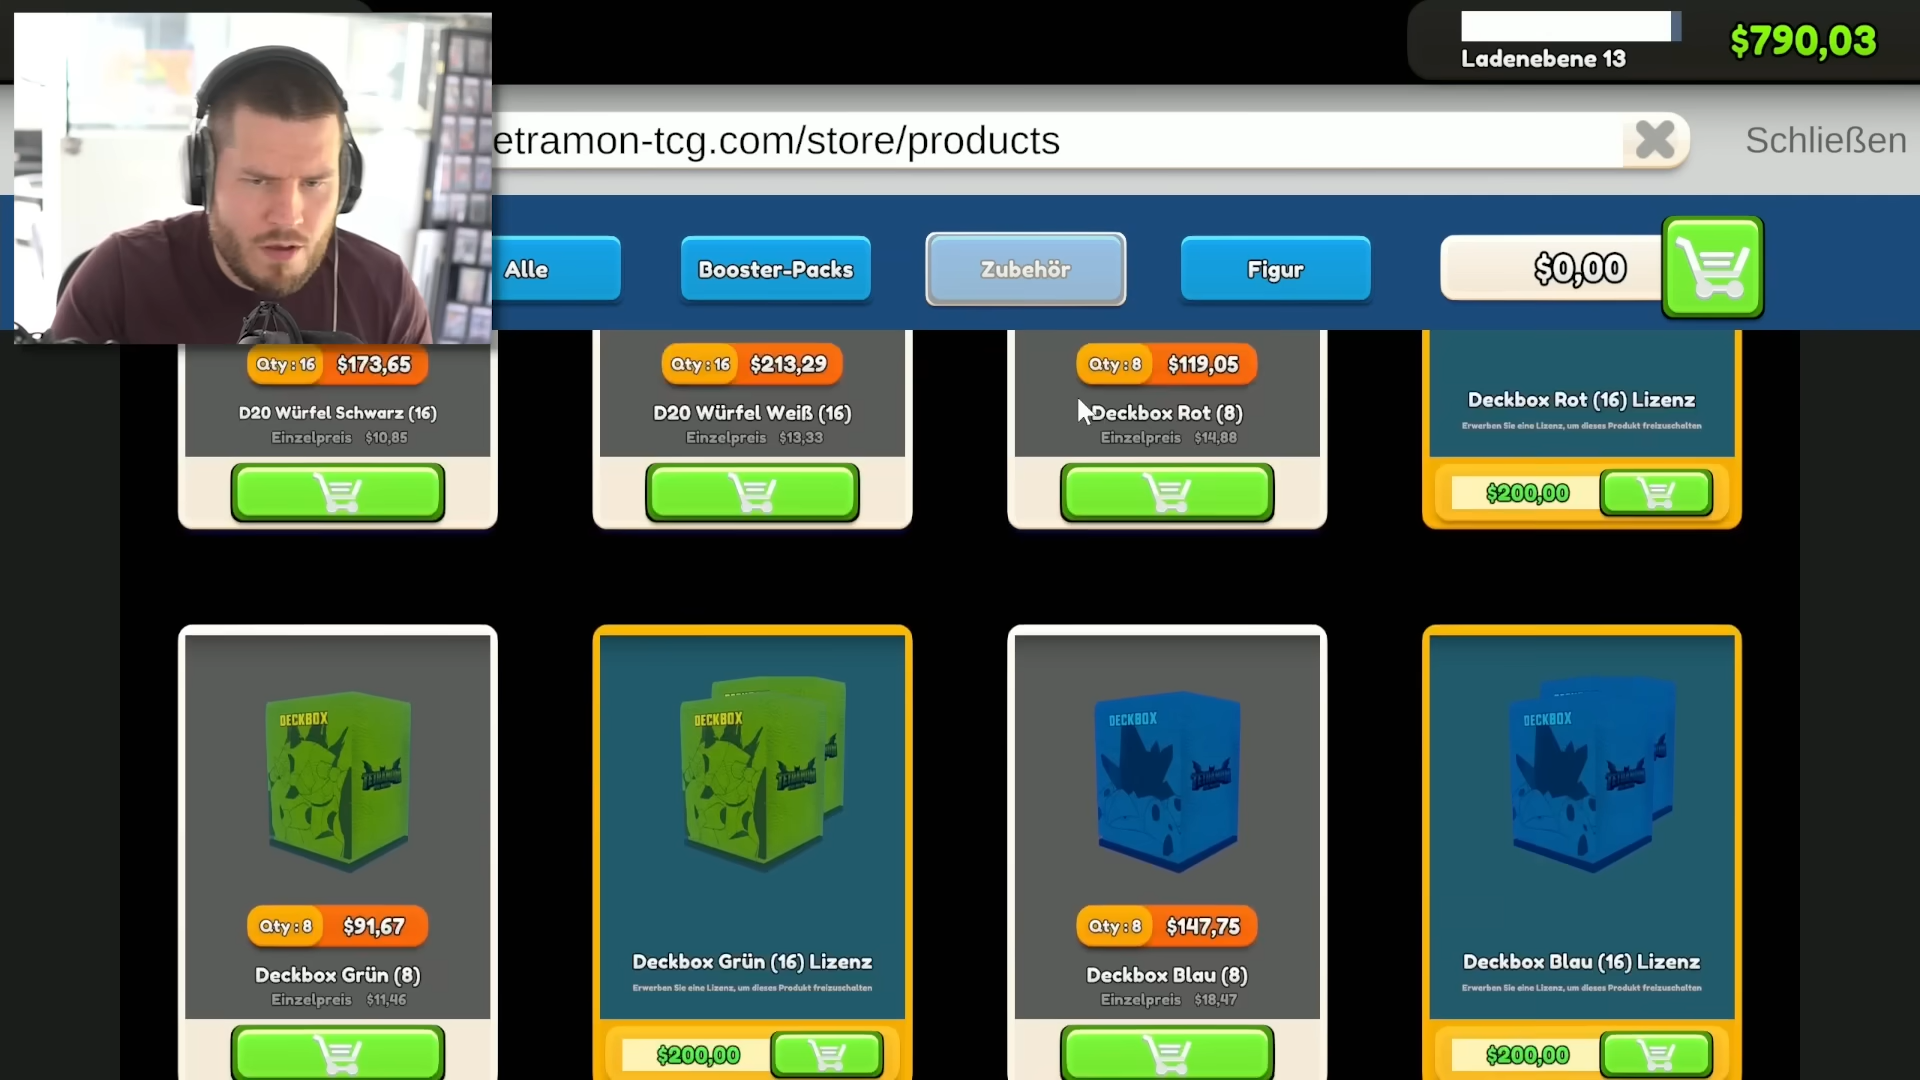 $790,03
Ladenebene 13
etramon-tcg.com/store/products
Schließen
Alle
Booster-Packs
Zubehör
Figur
$0,00
Qty: 16 $173,65
D20 Würfel Schwarz (16)
Einzelpreis $10,85
Qty: 16 $213,29
D20 Würfel Weiß (16)
Einzelpreis $13,33
Qty: 8 $119,05
Deckbox Rot (8)
Einzelpreis $14,88
Deckbox Rot (16) Lizenz
Erwerben Sie eine Lizenz, um dieses Produkt freizuschalten
$200,00
DECKBOX
TETRAMON
Qty: 8 $91,67
Deckbox Grün (8)
Einzelpreis $11,46
DECKBOX
TETRAMON
Deckbox Grün (16) Lizenz
Erwerben Sie eine Lizenz, um dieses Produkt freizuschalten
$200,00
DECKBOX
TETRAMON
Qty: 8 $147,75
Deckbox Blau (8)
Einzelpreis $18,47
DECKBOX
TETRAMON
Deckbox Blau (16) Lizenz
Erwerben Sie eine Lizenz, um dieses Produkt freizuschalten
$200,00